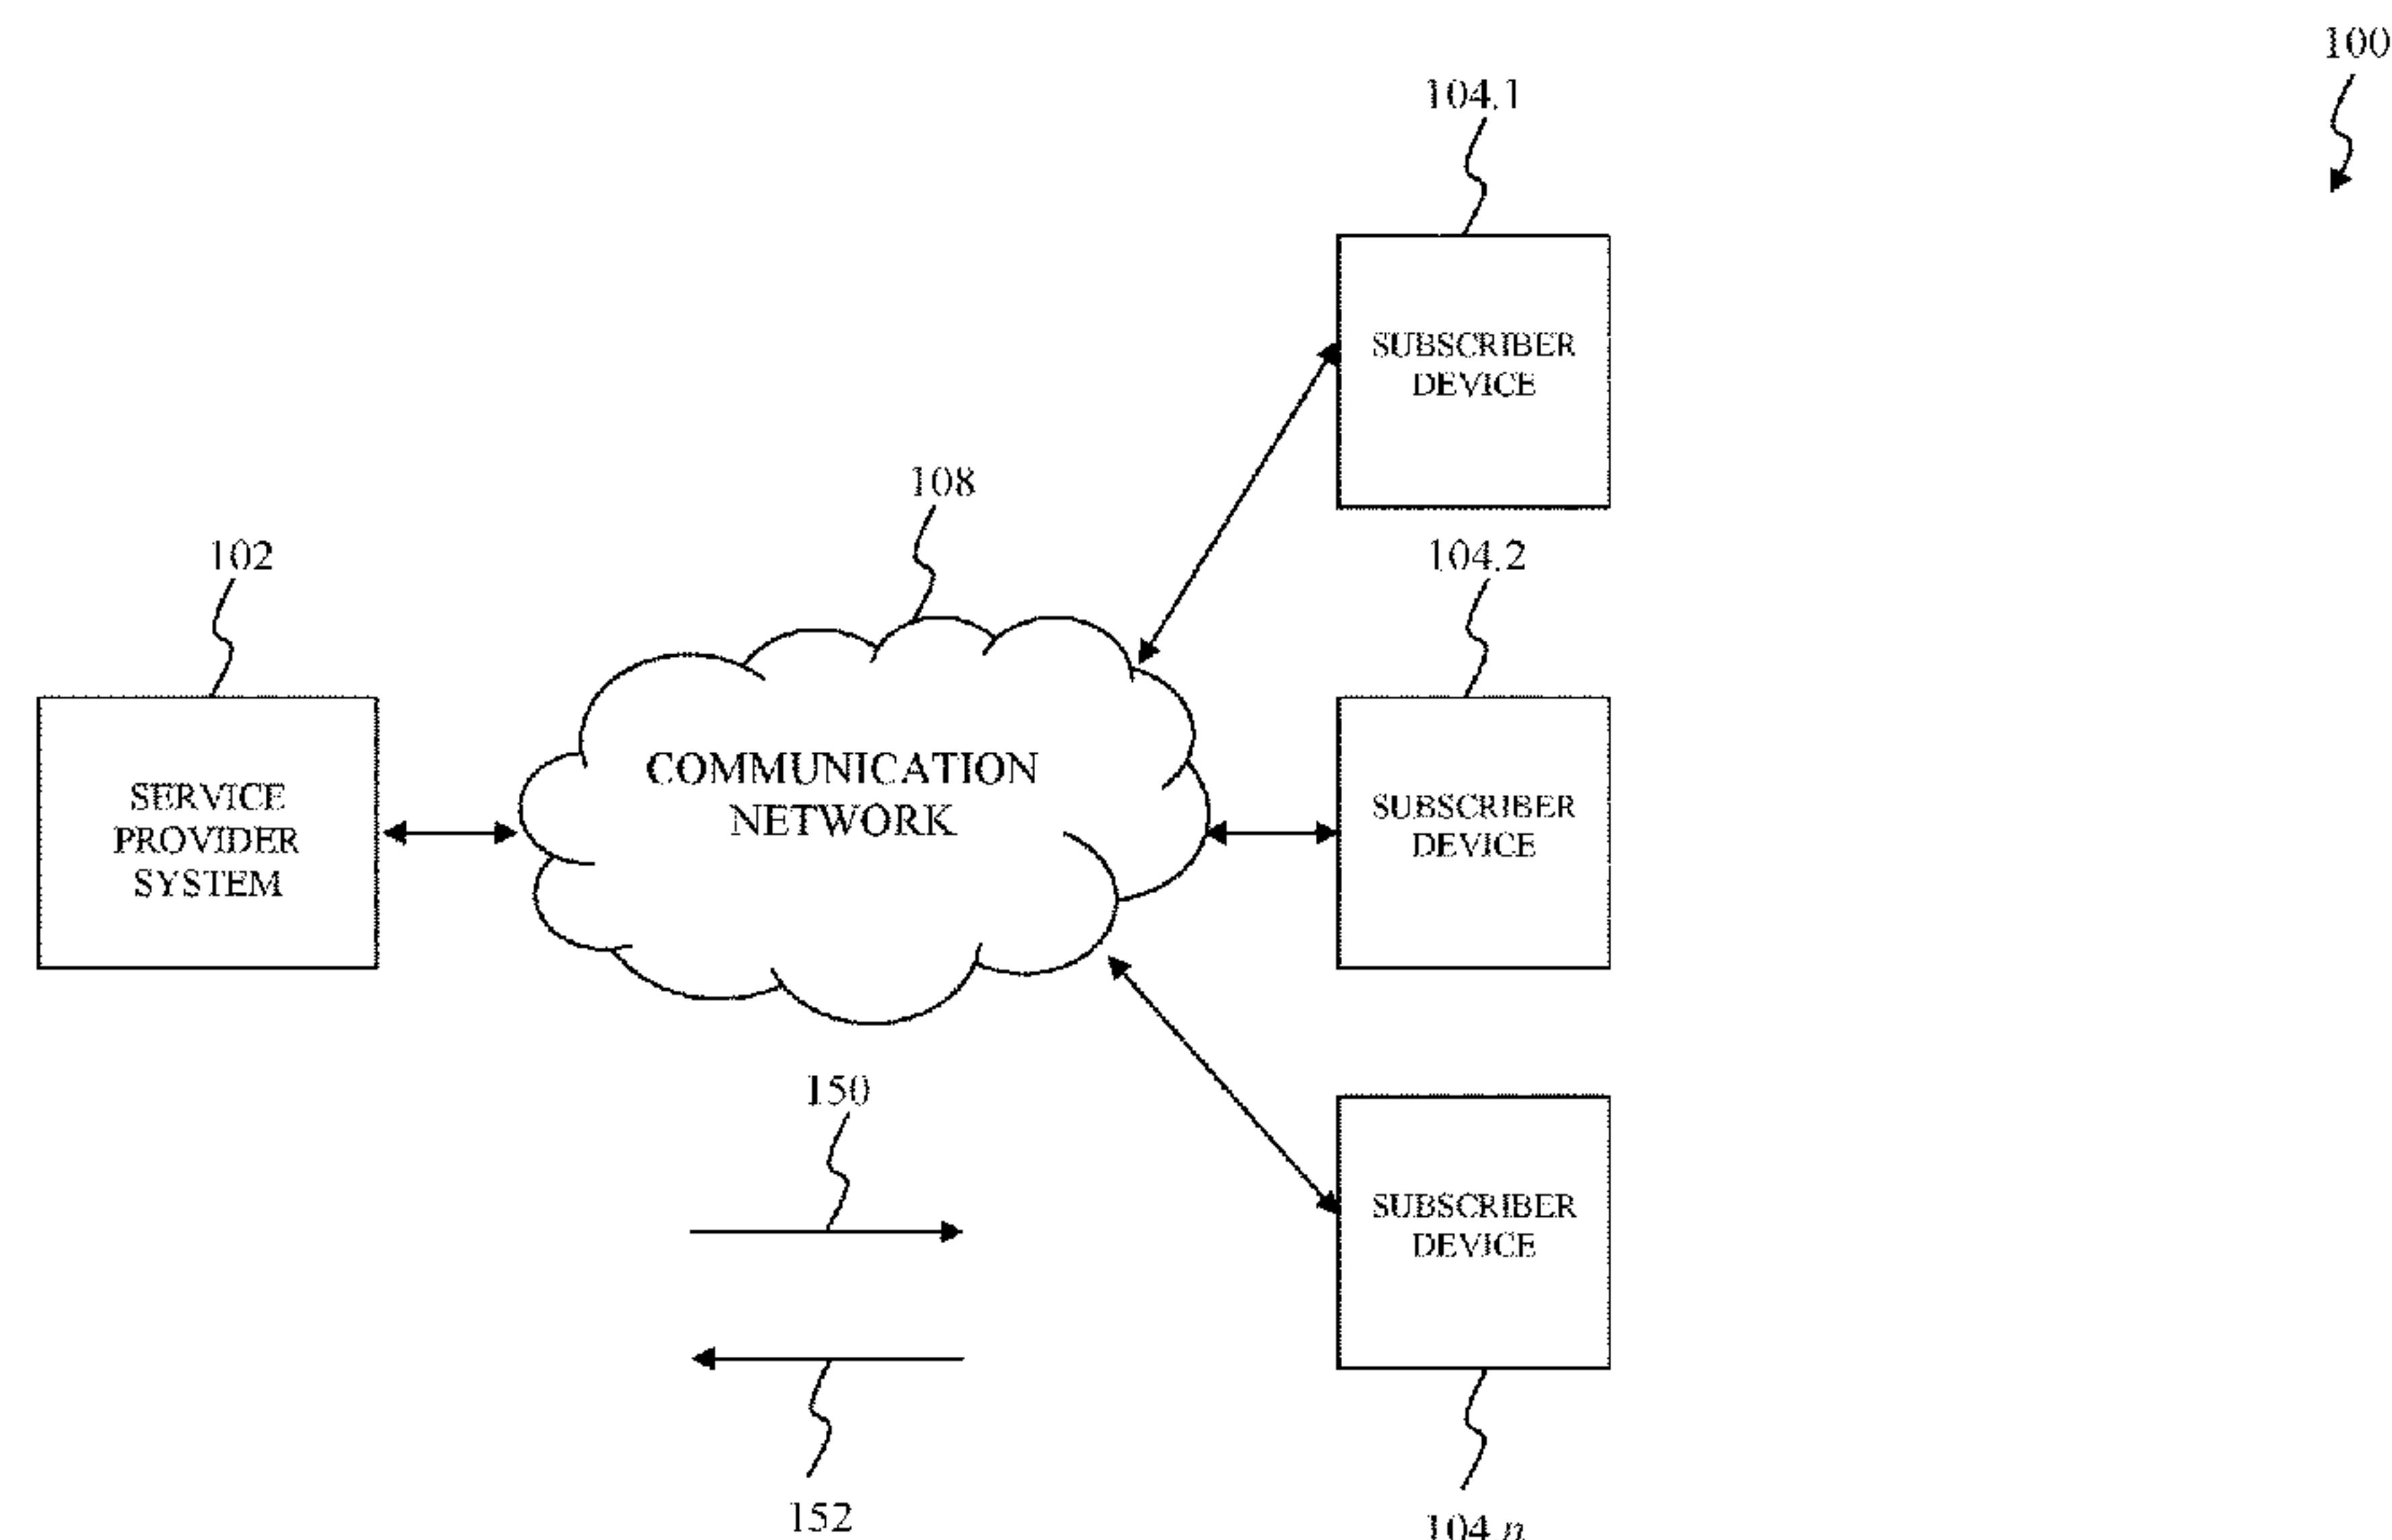 100
104.1
SUBSCRIBER
DEVICE
108
102
104.2
SERVICE
PROVIDER
SYSTEM
COMMUNICATION
NETWORK
SUBSCRIBER
DEVICE
150
SUBSCRIBER
DEVICE
152
104.n